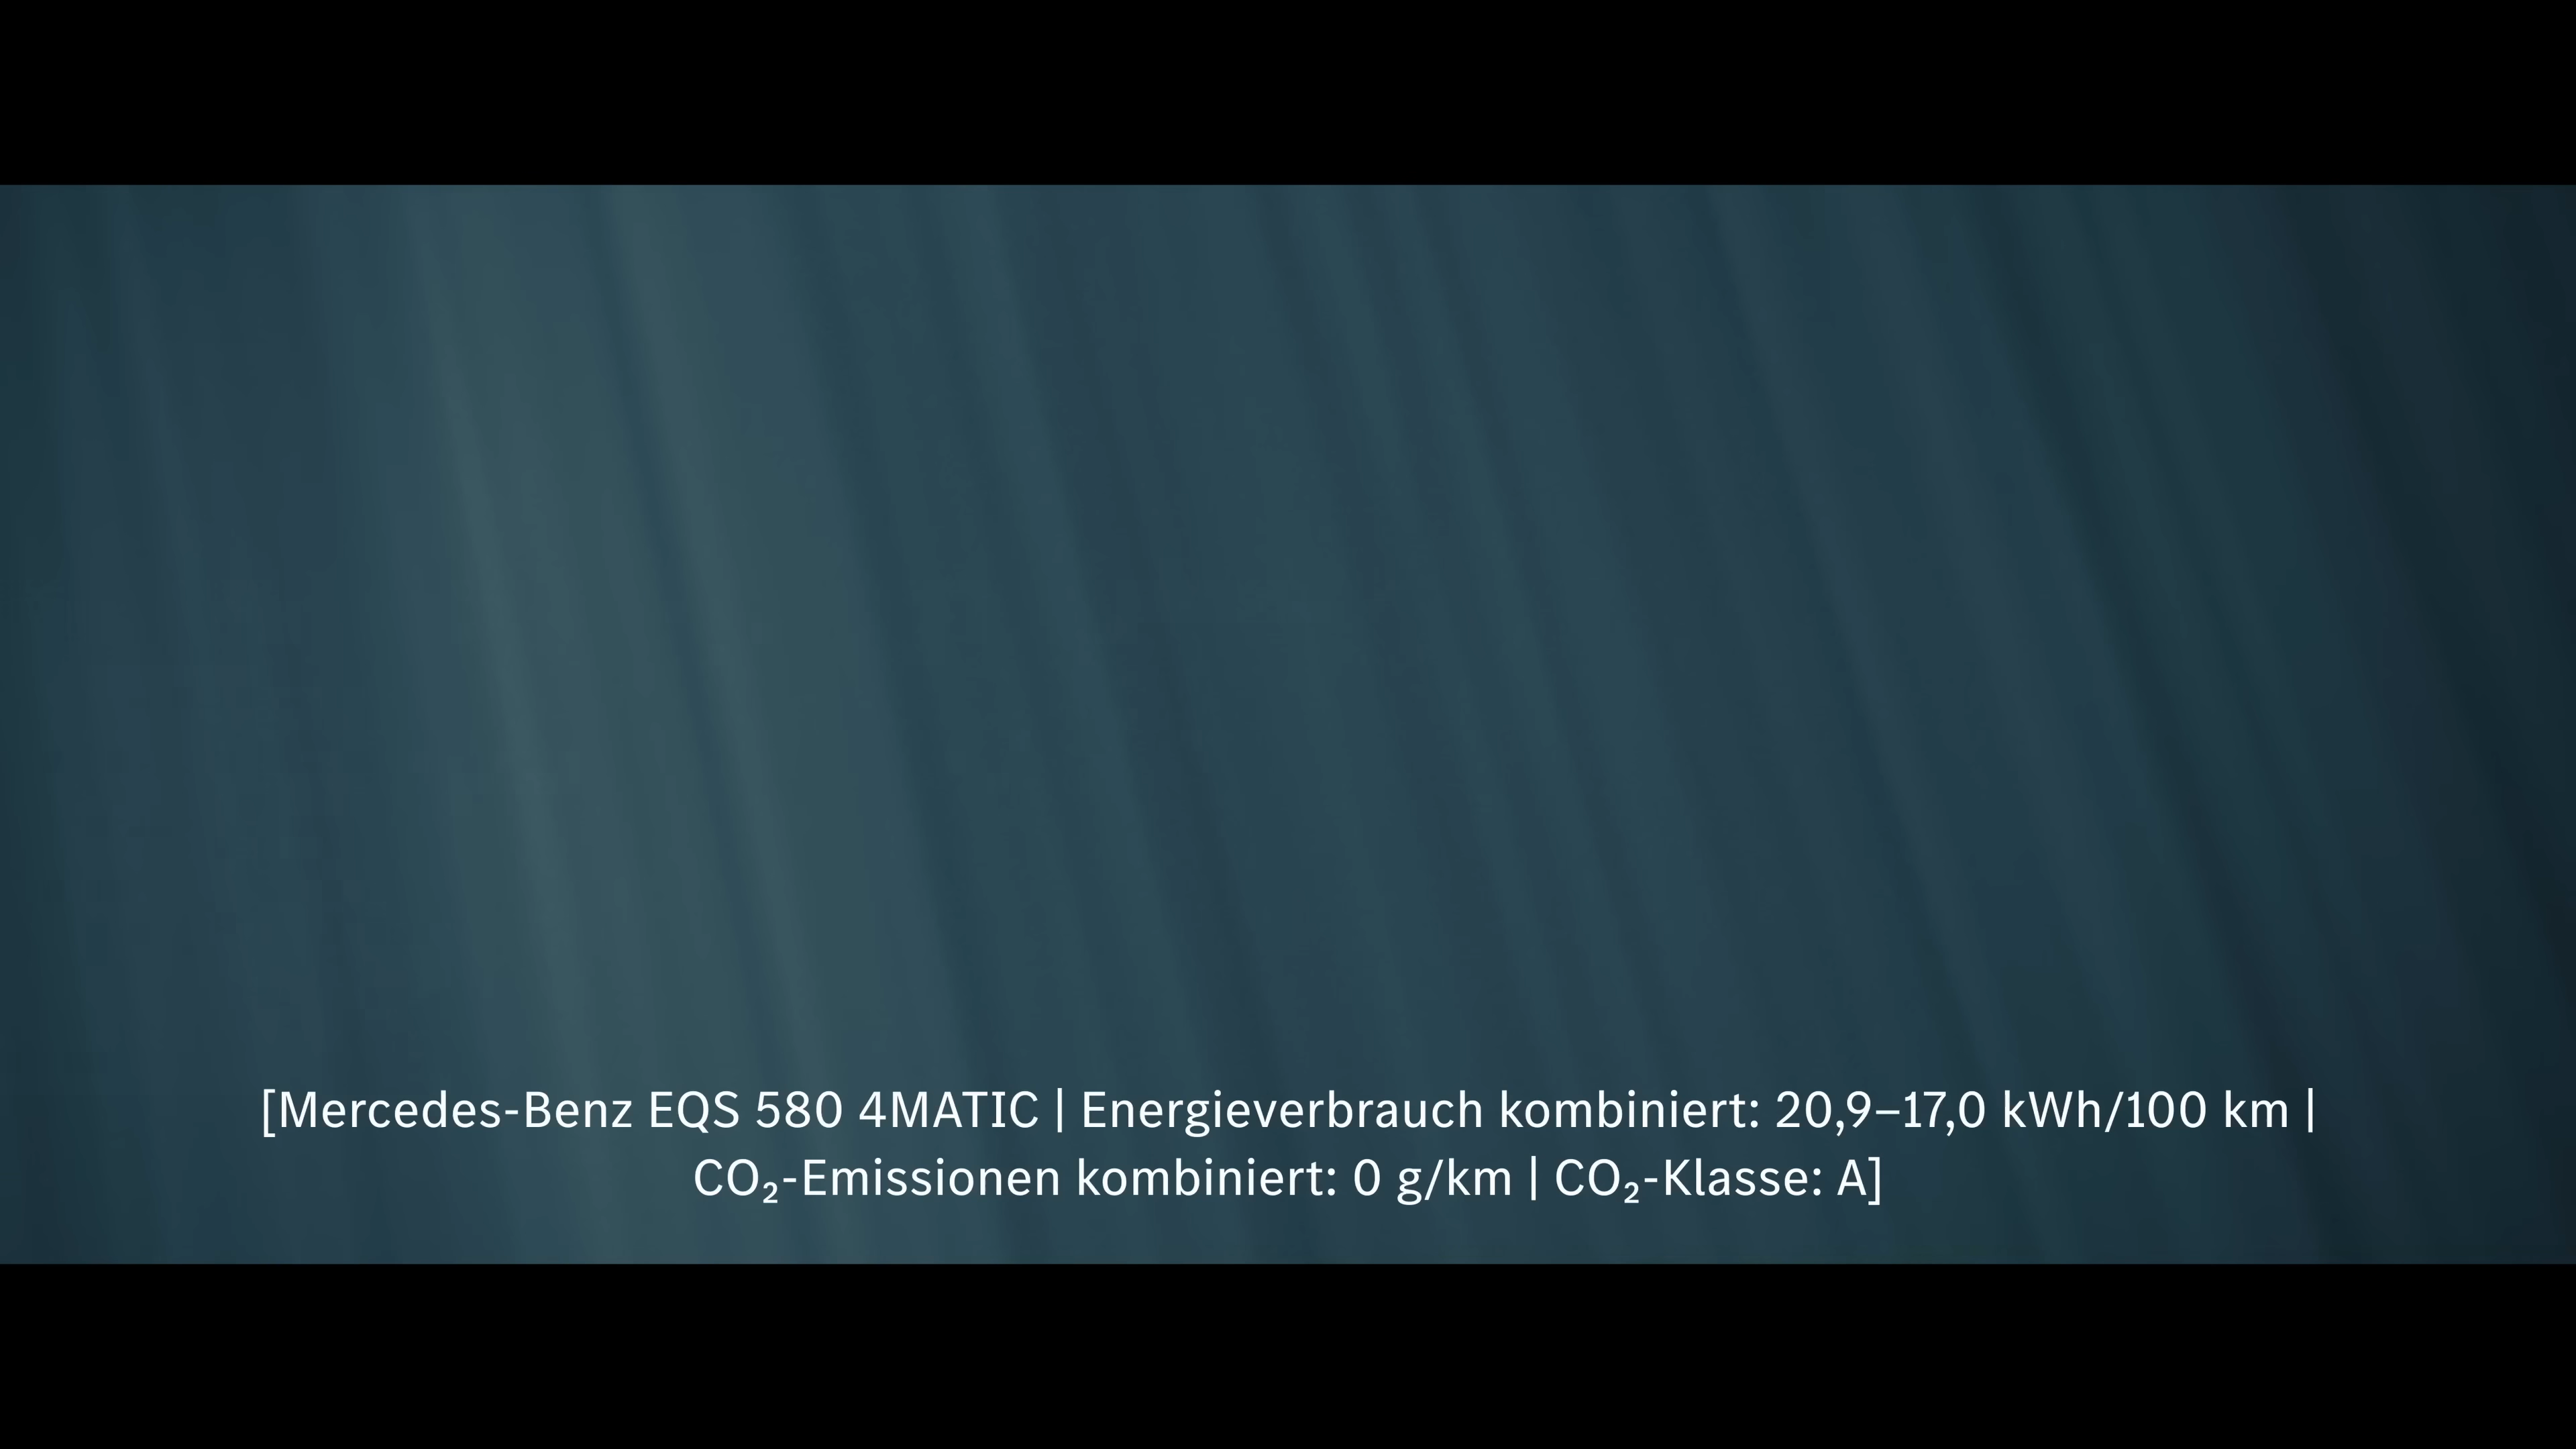 [Mercedes-Benz EQS 580 4MATIC | Energieverbrauch kombiniert: 20,9–17,0 kWh/100 km |
CO₂-Emissionen kombiniert: 0 g/km | CO₂-Klasse: A]